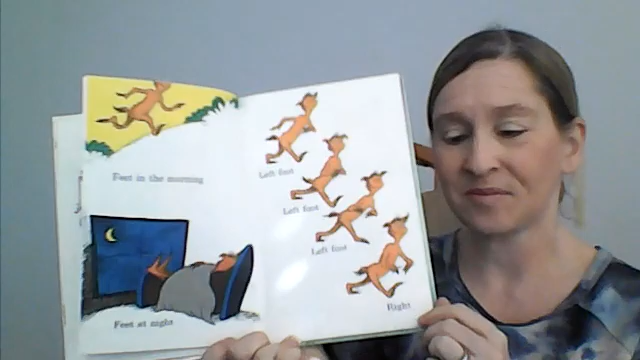 Feet in the morning
Feet at night
Left foot
Left foot
Left foot
Right